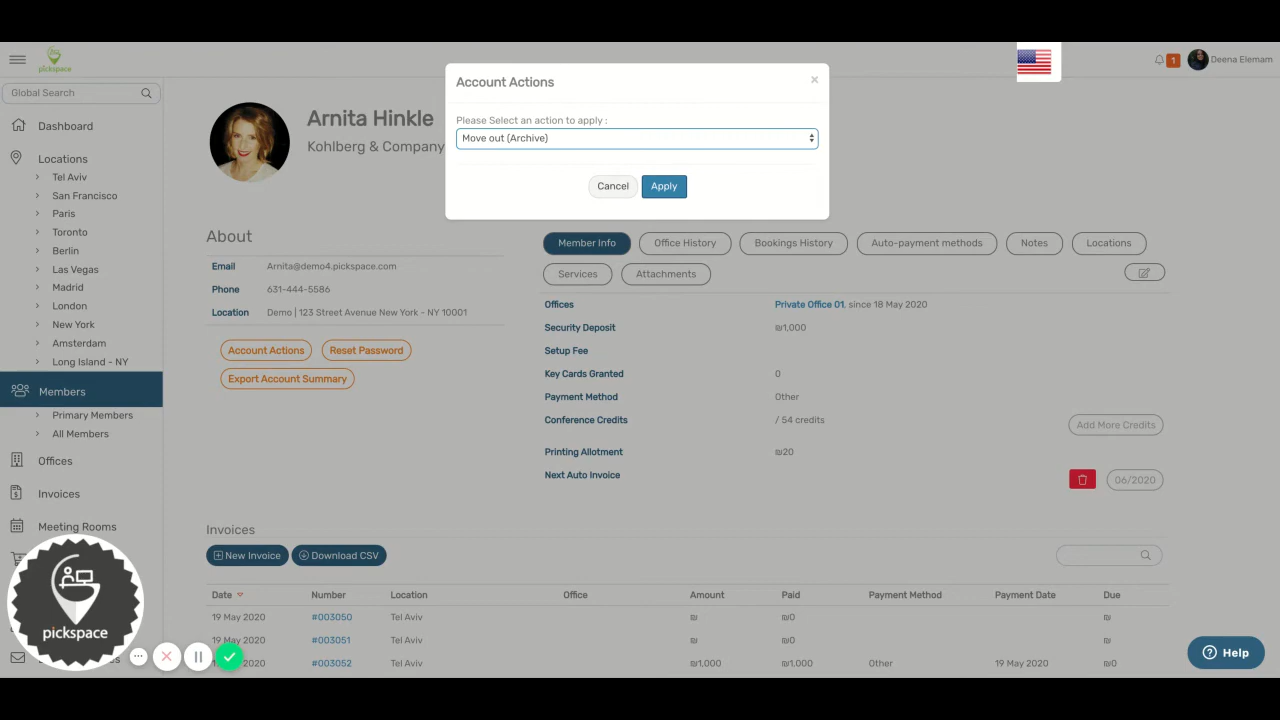 pickspace
1
Deena Elemam
Global Search
Dashboard
Locations
Tel Aviv
San Francisco
Paris
Toronto
Berlin
Las Vegas
Madrid
London
New York
Amsterdam
Long Island - NY
Members
Primary Members
All Members
Offices
Invoices
Meeting Rooms
pickspace
Account Actions
×
Please Select an action to apply :
Move out (Archive)
Cancel Apply
Arnita Hinkle
Kohlberg & Company
About
Email Arnita@demo4.pickspace.com
Phone 631-444-5586
Location Demo | 123 Street Avenue New York - NY 10001
Account Actions Reset Password
Export Account Summary
Member Info Office History Bookings History Auto-payment methods Notes Locations
Services Attachments
Offices Private Office 01, since 18 May 2020
Security Deposit ₪1,000
Setup Fee
Key Cards Granted 0
Payment Method Other
Conference Credits / 54 credits
Add More Credits
Printing Allotment ₪20
Next Auto Invoice 06/2020
Invoices
New Invoice Download CSV
Date Number Location Office Amount Paid Payment Method Payment Date Due
19 May 2020 #003050 Tel Aviv ₪ ₪0 ₪
19 May 2020 #003051 Tel Aviv ₪ ₪0 ₪
#003052 Tel Aviv ₪1,000 ₪1,000 Other 19 May 2020 ₪0
Help